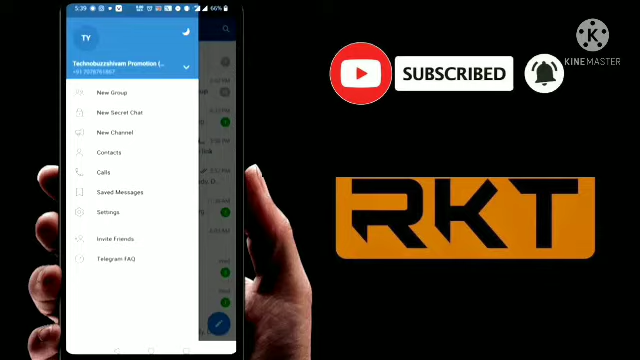 5:39
66%
TY
Technobuzzshivam Promotion (...
New Group
New Secret Chat
New Channel
Contacts
Calls
Saved Messages
Settings
Invite Friends
Telegram FAQ
SUBSCRIBED
K
KINEMASTER
RKT